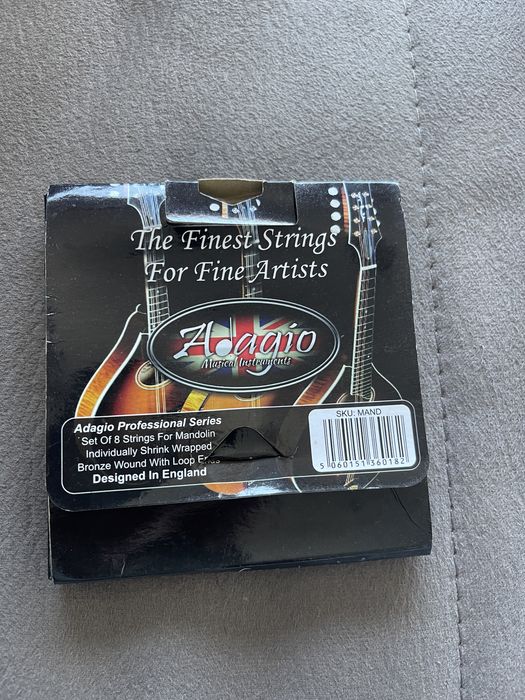 The Finest Strings
For Fine Artists
Adagio
Musical Instruments
Adagio Professional Series
Set Of 8 Strings For Mandolin
Individually Shrink Wrapped
Bronze Wound With Loop Ends
Designed In England
SKU: MAND
5 060151 360182